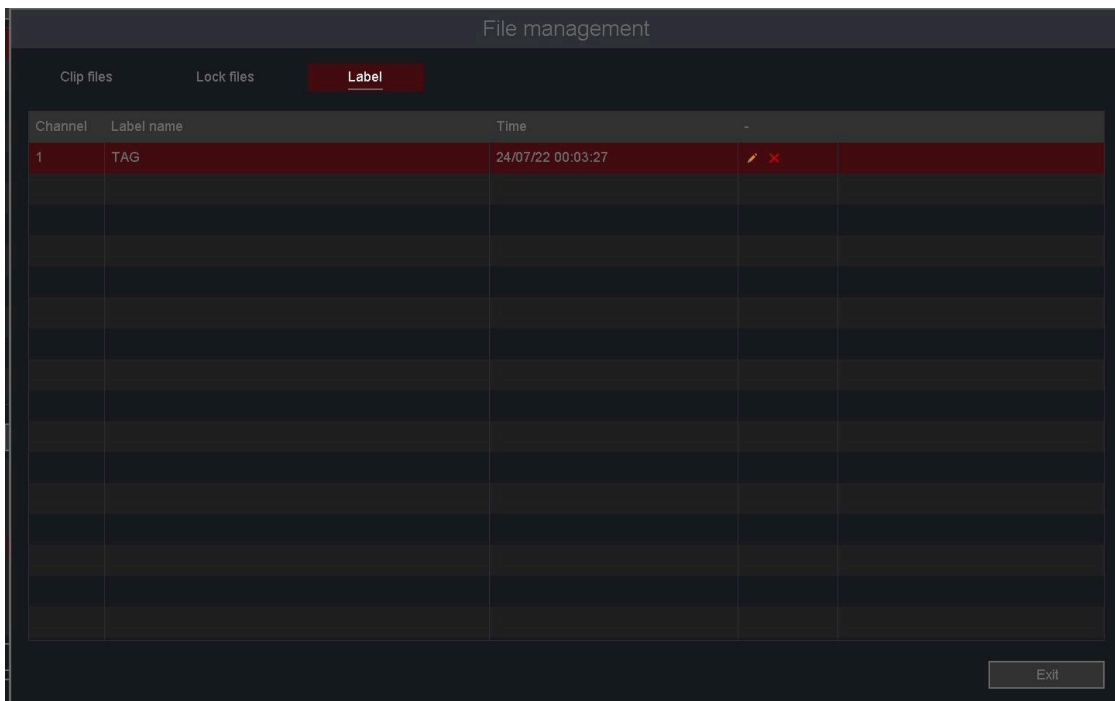 File management
Clip files Lock files Label
Channel Label name Time -
1 TAG 24/07/22 00:03:27
Exit